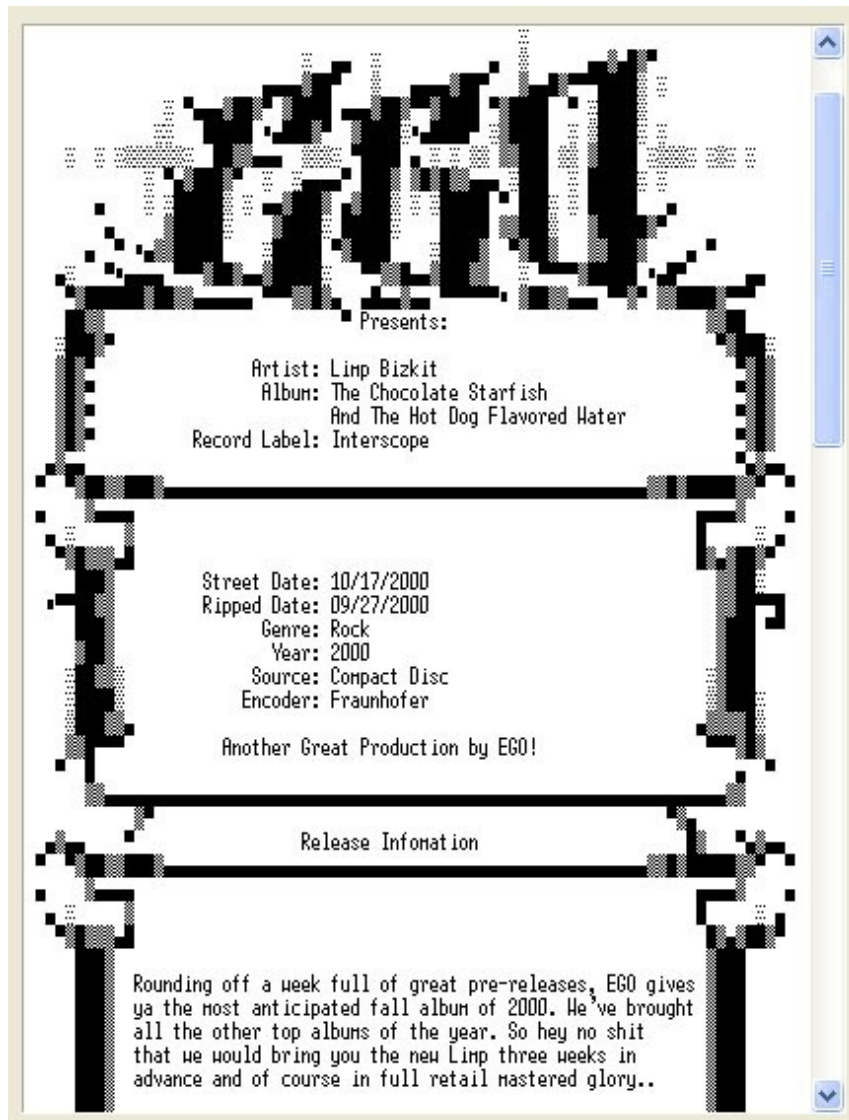 EGO
Presents:
Artist: Limp Bizkit
Album: The Chocolate Starfish
And The Hot Dog Flavored Water
Record Label: Interscope
Street Date: 10/17/2000
Ripped Date: 09/27/2000
Genre: Rock
Year: 2000
Source: Compact Disc
Encoder: Fraunhofer
Another Great Production by EGO!
Release Infomation
Rounding off a week full of great pre-releases, EGO gives
ya the most anticipated fall album of 2000. We've brought
all the other top albums of the year. So hey no shit
that we would bring you the new Limp three weeks in
advance and of course in full retail mastered glory..